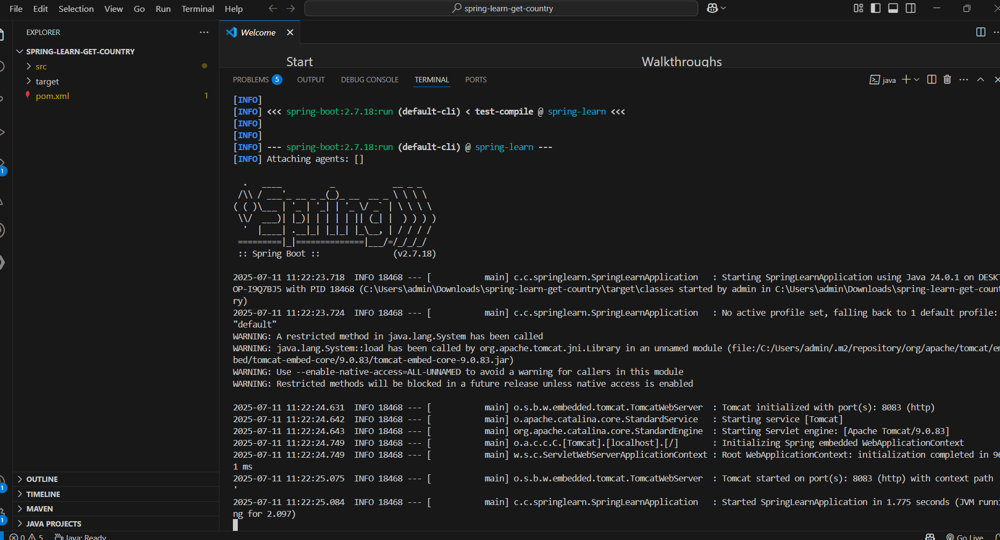 File Edit Selection View Go Run Terminal Help spring-learn-get-country
EXPLORER
Welcome
SPRING-LEARN-GET-COUNTRY
src
target
pom.xml 1
Start Walkthroughs
PROBLEMS 5 OUTPUT DEBUG CONSOLE TERMINAL PORTS java
[INFO]
[INFO] <<< spring-boot:2.7.18:run (default-cli) < test-compile @ spring-learn <<<
[INFO]
[INFO]
[INFO] --- spring-boot:2.7.18:run (default-cli) @ spring-learn ---
[INFO] Attaching agents: []
  .   ____          _            __ _ _
 /\\ / ___'_ __ _ _(_)_ __  __ _ \ \ \ \
( ( )\___ | '_ | '_| | '_ \/ _` | \ \ \ \
 \\/  ___)| |_)| | | | | || (_| |  ) ) ) )
  '  |____| .__|_| |_|_| |_\__, | / / / /
 =========|_|==============|___/=/_/_/_/
 :: Spring Boot ::               (v2.7.18)
2025-07-11 11:22:23.718  INFO 18468 --- [           main] c.c.springlearn.SpringLearnApplication   : Starting SpringLearnApplication using Java 24.0.1 on DESKT
OP-I9Q7BJ5 with PID 18468 (C:\Users\admin\Downloads\spring-learn-get-country\target\classes started by admin in C:\Users\admin\Downloads\spring-learn-get-count
ry)
2025-07-11 11:22:23.724  INFO 18468 --- [           main] c.c.springlearn.SpringLearnApplication   : No active profile set, falling back to 1 default profile:
"default"
WARNING: A restricted method in java.lang.System has been called
WARNING: java.lang.System::load has been called by org.apache.tomcat.jni.Library in an unnamed module (file:/C:/Users/admin/.m2/repository/org/apache/tomcat/em
bed/tomcat-embed-core/9.0.83/tomcat-embed-core-9.0.83.jar)
WARNING: Use --enable-native-access=ALL-UNNAMED to avoid a warning for callers in this module
WARNING: Restricted methods will be blocked in a future release unless native access is enabled
2025-07-11 11:22:24.631  INFO 18468 --- [           main] o.s.b.w.embedded.tomcat.TomcatWebServer  : Tomcat initialized with port(s): 8083 (http)
2025-07-11 11:22:24.642  INFO 18468 --- [           main] o.apache.catalina.core.StandardService   : Starting service [Tomcat]
2025-07-11 11:22:24.643  INFO 18468 --- [           main] org.apache.catalina.core.StandardEngine  : Starting Servlet engine: [Apache Tomcat/9.0.83]
2025-07-11 11:22:24.749  INFO 18468 --- [           main] o.a.c.c.C.[Tomcat].[localhost].[/]       : Initializing Spring embedded WebApplicationContext
2025-07-11 11:22:24.749  INFO 18468 --- [           main] w.s.c.ServletWebServerApplicationContext : Root WebApplicationContext: initialization completed in 96
1 ms
2025-07-11 11:22:25.075  INFO 18468 --- [           main] o.s.b.w.embedded.tomcat.TomcatWebServer  : Tomcat started on port(s): 8083 (http) with context path
'
2025-07-11 11:22:25.084  INFO 18468 --- [           main] c.c.springlearn.SpringLearnApplication   : Started SpringLearnApplication in 1.775 seconds (JVM runni
ng for 2.097)
1
1
1
OUTLINE
TIMELINE
MAVEN
JAVA PROJECTS
0 5 Java: Ready Go Live